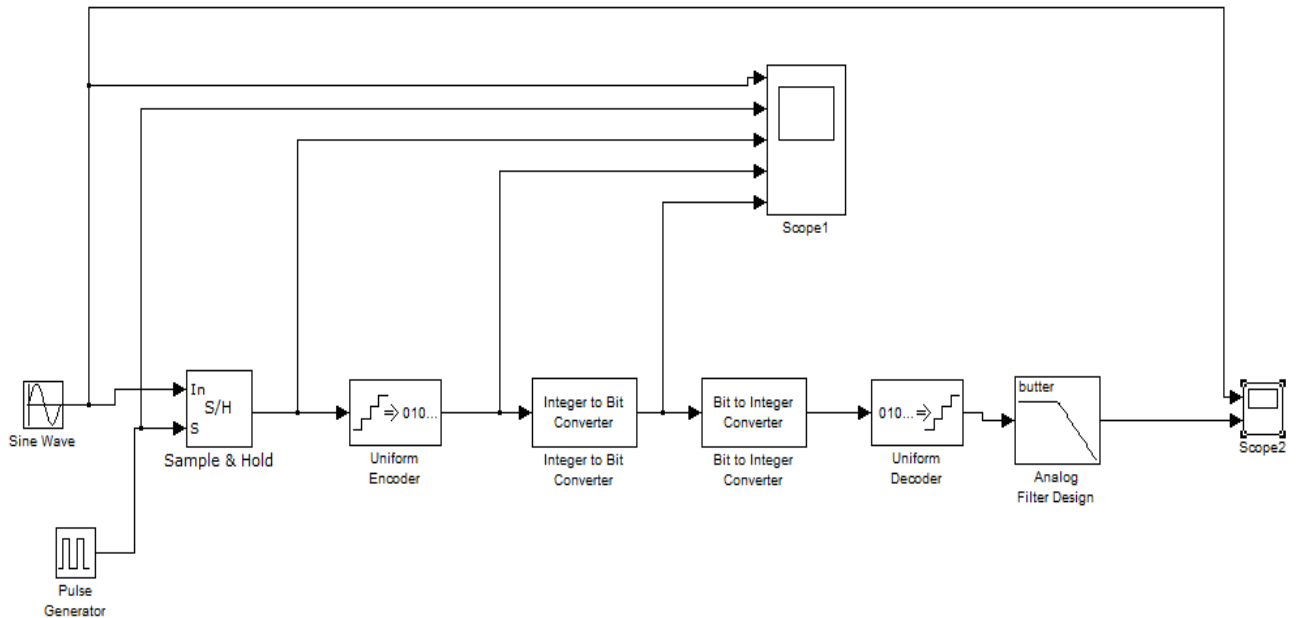 Scope1
In
S/H
S
Sine Wave
Sample & Hold
010...
Uniform
Encoder
Integer to Bit
Converter
Integer to Bit
Converter
Bit to Integer
Converter
Bit to Integer
Converter
010...
Uniform
Decoder
butter
Analog
Filter Design
Scope2
Pulse
Generator